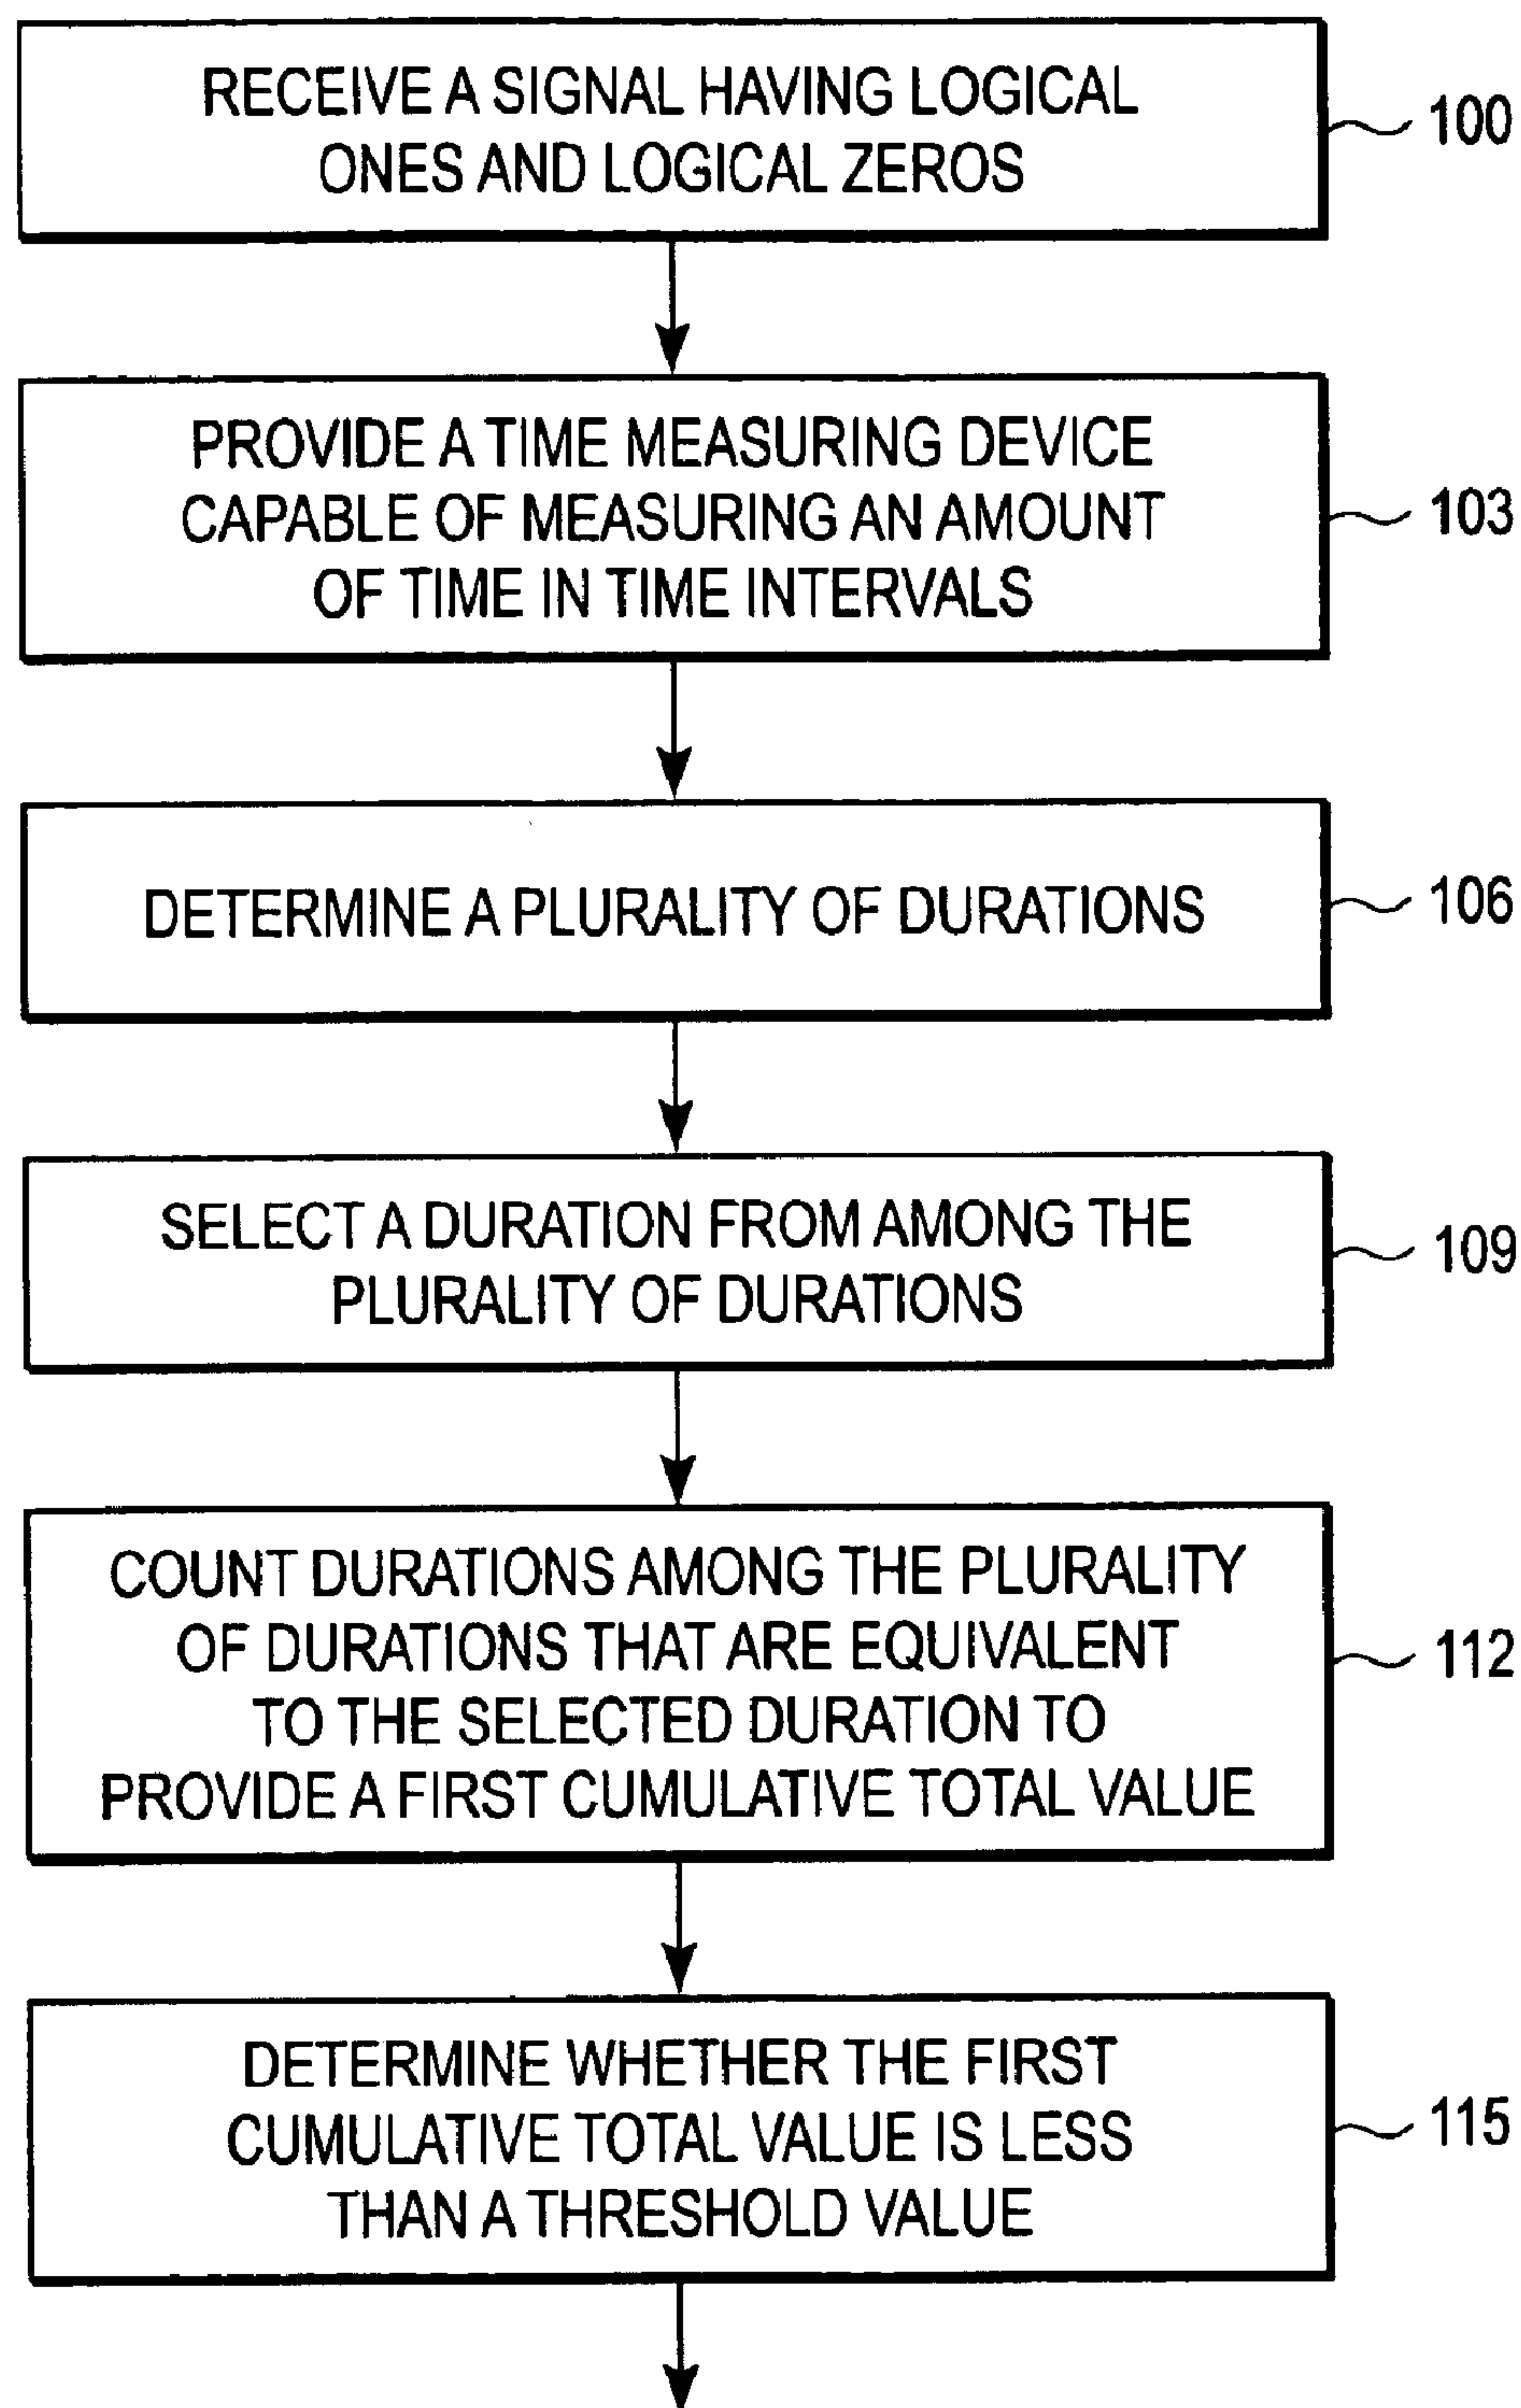 RECEIVE A SIGNAL HAVING LOGICAL
ONES AND LOGICAL ZEROS
100
PROVIDE A TIME MEASURING DEVICE
CAPABLE OF MEASURING AN AMOUNT
OF TIME IN TIME INTERVALS
103
DETERMINE A PLURALITY OF DURATIONS
106
SELECT A DURATION FROM AMONG THE
PLURALITY OF DURATIONS
109
COUNT DURATIONS AMONG THE PLURALITY
OF DURATIONS THAT ARE EQUIVALENT
TO THE SELECTED DURATION TO
PROVIDE A FIRST CUMULATIVE TOTAL VALUE
112
DETERMINE WHETHER THE FIRST
CUMULATIVE TOTAL VALUE IS LESS
THAN A THRESHOLD VALUE
115